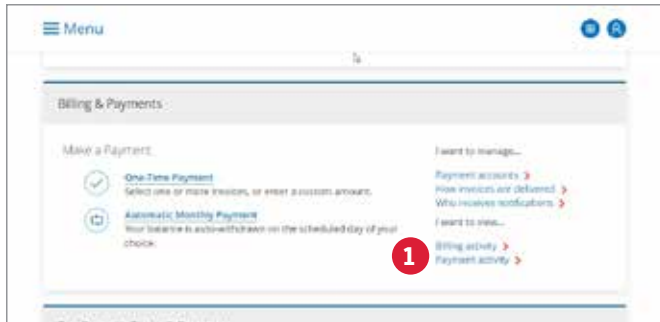 Menu
Billing & Payments
Make a Payment
One-Time Payment
Select one or more invoices, or enter a custom amount.
Automatic Monthly Payment
Your balance is auto-withdrawn on the scheduled day of your
choice.
I want to manage...
Payment accounts >
How invoices are delivered >
Who receives notifications >
I want to view...
1
Billing activity >
Payment activity >